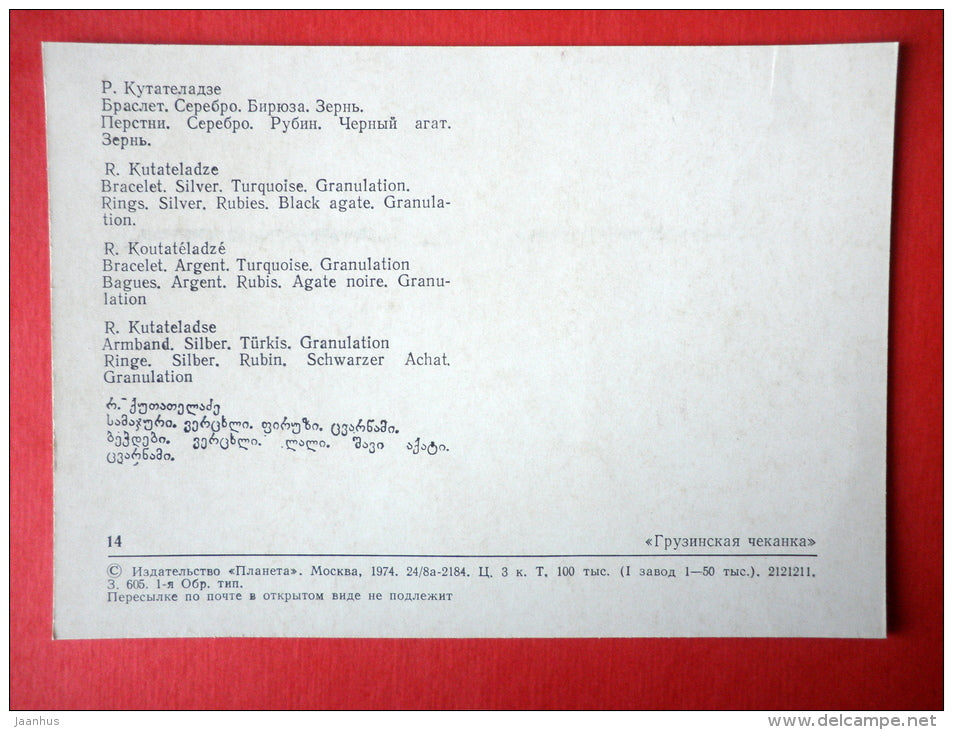 Р. Кутателадзе
Браслет. Серебро. Бирюза. Зернь.
Перстни. Серебро. Рубин. Черный агат.
Зернь.
R. Kutateladze
Bracelet. Silver. Turquoise. Granulation.
Rings. Silver. Rubies. Black agate. Granula-
tion.
R. Koutatéladzé
Bracelet. Argent. Turquoise. Granulation
Bagues. Argent. Rubis. Agate noire. Granu-
lation
R. Kutateladse
Armband. Silber. Türkis. Granulation
Ringe. Silber. Rubin. Schwarzer Achat.
Granulation
რ. ქუთათელაძე
სამაჯური. ვერცხლი. ფირუზი. ცვარნამი.
ბეჭდები. ვერცხლი. ლალი. შავი აქატი.
ცვარნამი.
14 «Грузинская чеканка»
© Издательство «Планета». Москва, 1974. 24/8а-2184. Ц. 3 к. Т. 100 тыс. (I завод 1—50 тыс.). 2121211.
З. 605. 1-я Обр. тип.
Пересылке по почте в открытом виде не подлежит
jaanhus
www.delcampe.net